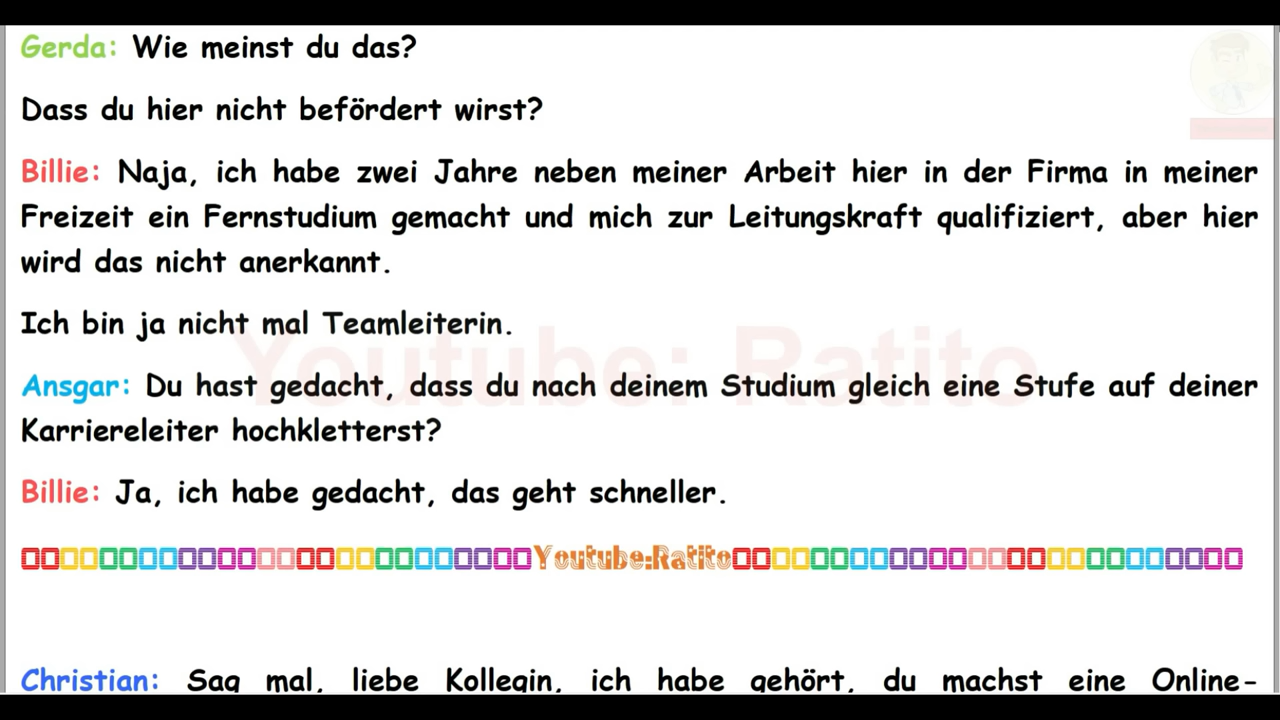 Gerda: Wie meinst du das?
Dass du hier nicht befördert wirst?
Billie: Naja, ich habe zwei Jahre neben meiner Arbeit hier in der Firma in meiner
Freizeit ein Fernstudium gemacht und mich zur Leitungskraft qualifiziert, aber hier
wird das nicht anerkannt.
Ich bin ja nicht mal Teamleiterin.
Youtube: Ratito
Ansgar: Du hast gedacht, dass du nach deinem Studium gleich eine Stufe auf deiner
Karriereleiter hochkletterst?
Billie: Ja, ich habe gedacht, das geht schneller.
Youtube:Ratito
Christian: Sag mal, liebe Kollegin, ich habe gehört, du machst eine Online-